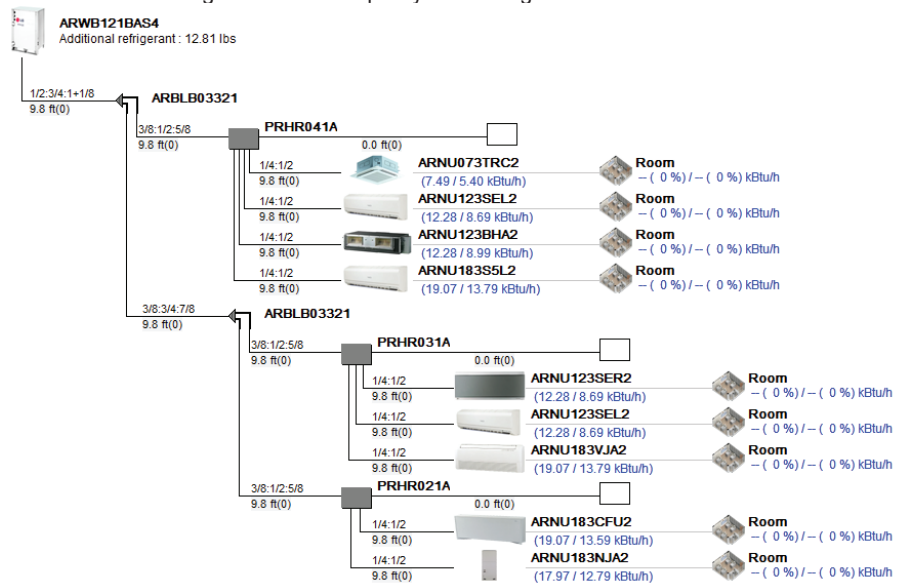 ARWB121BAS4
Additional refrigerant : 12.81 lbs
1/2:3/4:1+1/8
9.8 ft(0)
ARBLB03321
3/8:1/2:5/8
9.8 ft(0)
PRHR041A
0.0 ft(0)
1/4:1/2
9.8 ft(0)
ARNU073TRC2
(7.49 / 5.40 kBtu/h)
Room
-- ( 0 %) / -- ( 0 %) kBtu/h
1/4:1/2
9.8 ft(0)
ARNU123SEL2
(12.28 / 8.69 kBtu/h)
Room
-- ( 0 %) / -- ( 0 %) kBtu/h
1/4:1/2
9.8 ft(0)
ARNU123BHA2
(12.28 / 8.99 kBtu/h)
Room
-- ( 0 %) / -- ( 0 %) kBtu/h
1/4:1/2
9.8 ft(0)
ARNU183S5L2
(19.07 / 13.79 kBtu/h)
Room
-- ( 0 %) / -- ( 0 %) kBtu/h
3/8:3/4:7/8
9.8 ft(0)
ARBLB03321
3/8:1/2:5/8
9.8 ft(0)
PRHR031A
0.0 ft(0)
1/4:1/2
9.8 ft(0)
ARNU123SER2
(12.28 / 8.69 kBtu/h)
Room
-- ( 0 %) / -- ( 0 %) kBtu/h
1/4:1/2
9.8 ft(0)
ARNU123SEL2
(12.28 / 8.69 kBtu/h)
Room
-- ( 0 %) / -- ( 0 %) kBtu/h
1/4:1/2
9.8 ft(0)
ARNU183VJA2
(19.07 / 13.79 kBtu/h)
Room
-- ( 0 %) / -- ( 0 %) kBtu/h
3/8:1/2:5/8
9.8 ft(0)
PRHR021A
0.0 ft(0)
1/4:1/2
9.8 ft(0)
ARNU183CFU2
(19.07 / 13.59 kBtu/h)
Room
-- ( 0 %) / -- ( 0 %) kBtu/h
1/4:1/2
9.8 ft(0)
ARNU183NJA2
(17.97 / 12.79 kBtu/h)
Room
-- ( 0 %) / -- ( 0 %) kBtu/h